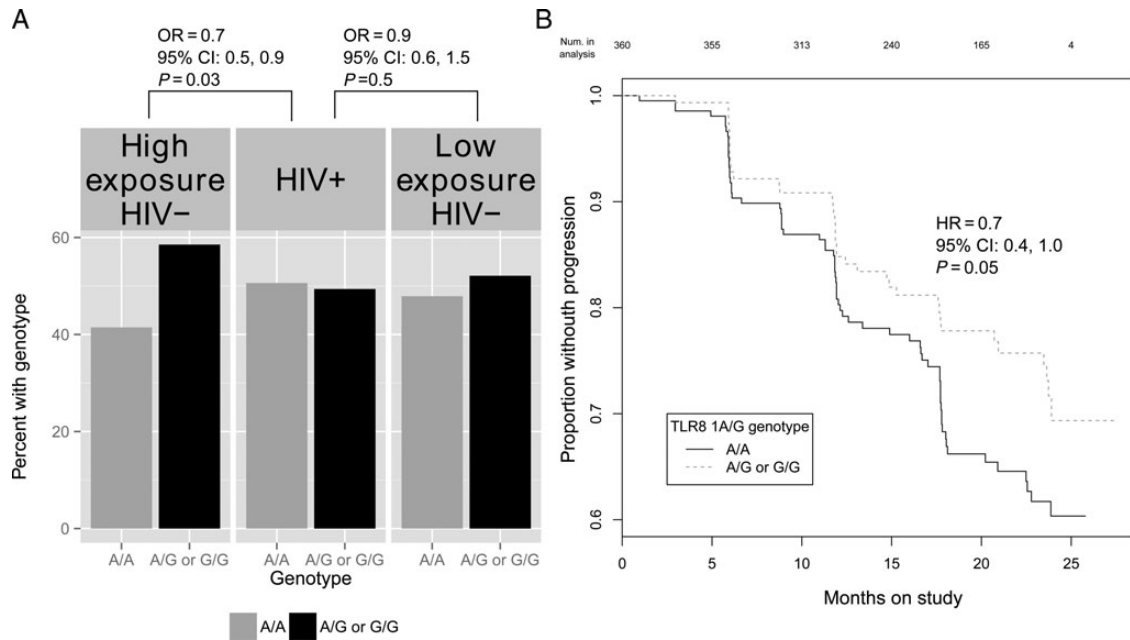 A
OR = 0.7
95% CI: 0.5, 0.9
P = 0.03
OR = 0.9
95% CI: 0.6, 1.5
P = 0.5
High
exposure
HIV−
HIV+
Low
exposure
HIV−
Percent with genotype
60
40
20
0
A/A
A/G or G/G
A/A
A/G or G/G
A/A
A/G or G/G
Genotype
A/A
A/G or G/G
B
Num. in
analysis
360
355
313
240
165
4
Proportion withouth progression
1.0
0.9
0.8
0.7
0.6
HR = 0.7
95% CI: 0.4, 1.0
P = 0.05
TLR8 1A/G genotype
A/A
A/G or G/G
0
5
10
15
20
25
Months on study